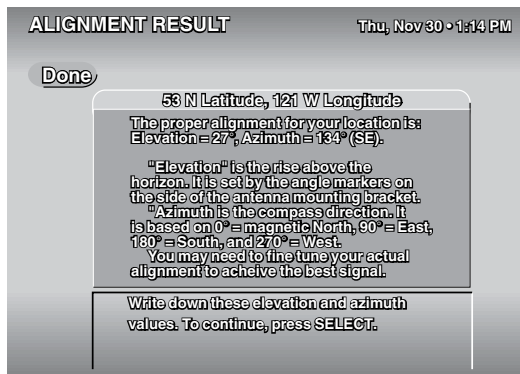 ALIGNMENT RESULT
Thu, Nov 30 • 1:14 PM
Done
53 N Latitude, 121 W Longitude
The proper alignment for your location is:
Elevation = 27°, Azimuth = 134° (SE).
"Elevation" is the rise above the
horizon. It is set by the angle markers on
the side of the antenna mounting bracket.
"Azimuth is the compass direction. It
is based on 0° = magnetic North, 90° = East,
180° = South, and 270° = West.
You may need to fine tune your actual
alignment to acheive the best signal.
Write down these elevation and azimuth
values. To continue, press SELECT.